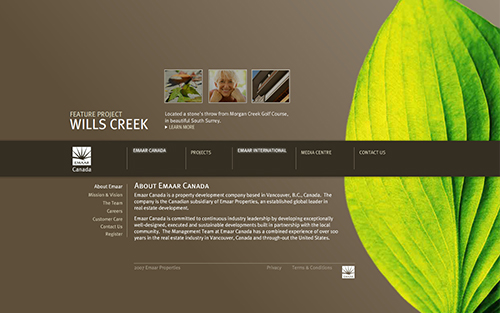 FEATURE PROJECT
WILLS CREEK
Located a stone's throw from Morgan Creek Golf Course,
in beautiful South Surrey.
LEARN MORE
EMAAR
Canada
EMAAR CANADA
PROJECTS
EMAAR INTERNATIONAL
MEDIA CENTRE
CONTACT US
About Emaar
Mission & Vision
The Team
Careers
Customer Care
Contact Us
Register
ABOUT EMAAR CANADA
Emaar Canada is a property development company based in Vancouver, B.C., Canada. The
company is the Canadian subsidiary of Emaar Properties, an established global leader in
real estate development.
Emaar Canada is committed to continuous industry leadership by developing exceptionally
well-designed, executed and sustainable developments built in partnership with the local
community. The Management Team at Emaar Canada has a combined experience of over 100
years in the real estate industry in Vancouver, Canada and through-out the United States.
2007 Emaar Properties
Privacy
Terms & Conditions